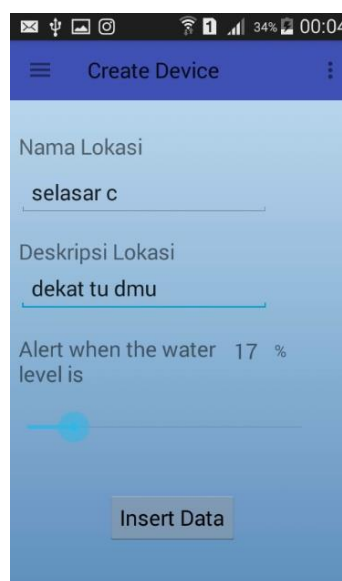 1 34% 00:04
Create Device
Nama Lokasi
selasar c
Deskripsi Lokasi
dekat tu dmu
Alert when the water 17 %
level is
Insert Data